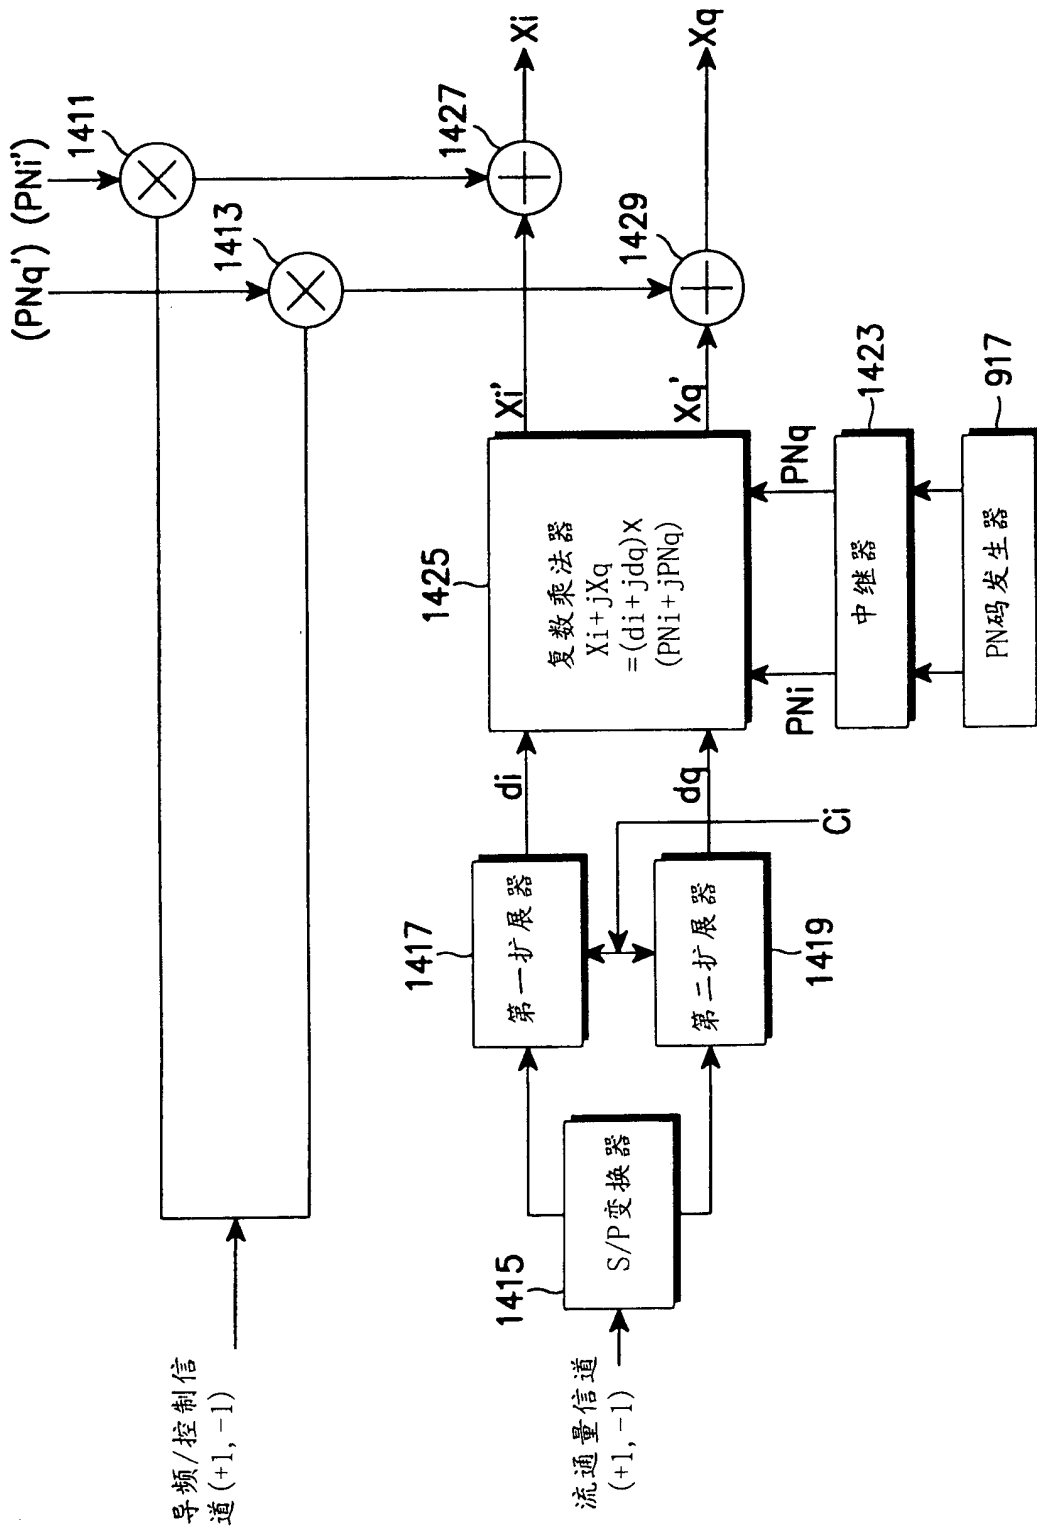 导频/控制信
道(+1, -1)
(PNq') (PNi')
1411
1413
1427
Xi
1429
Xq
流通量信道
(+1, -1)
1415
S/P变换器
1417
第一扩展器
第二扩展器
1419
di
dq
Ci
1425
复数乘法器
Xi+jXq
=(di+jdq)x
(PNi+jPNq)
Xi'
Xq'
PNi
PNq
中继器
1423
PN码发生器
917